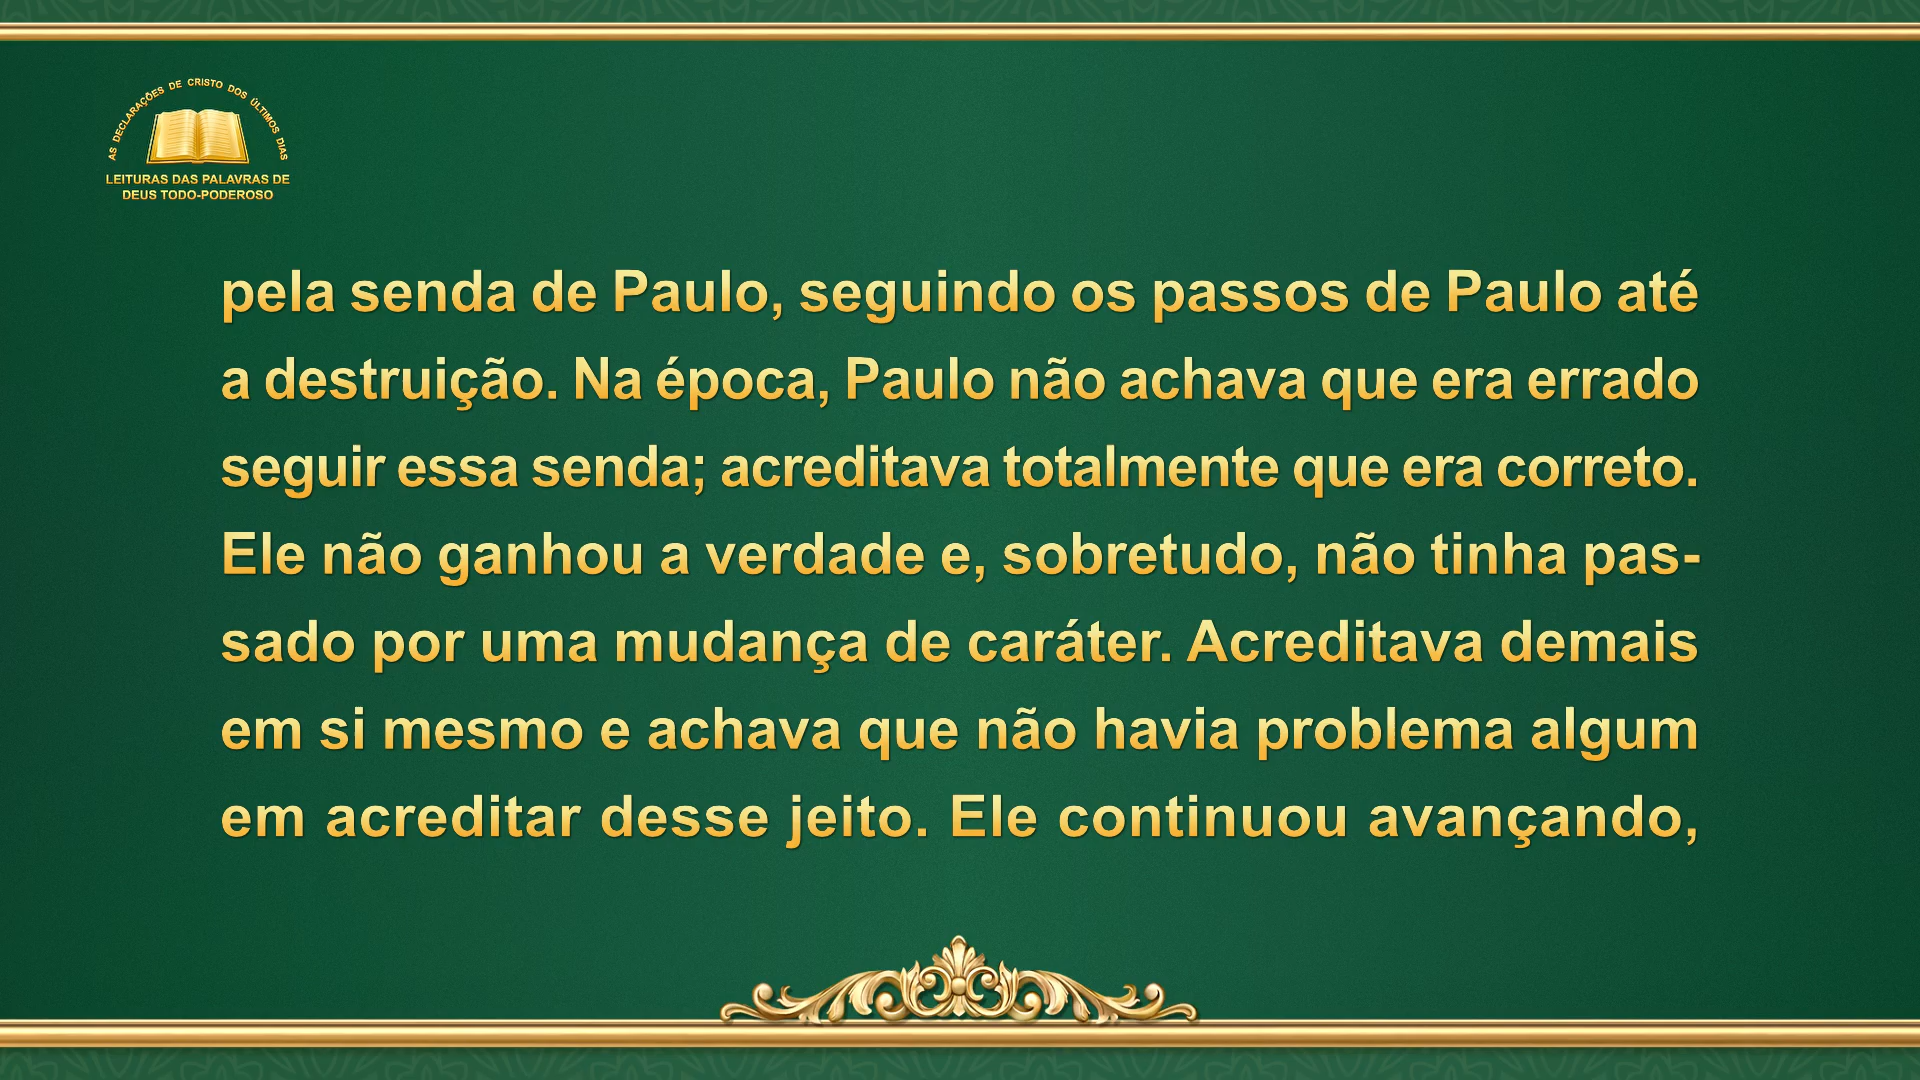 AS DECLARAÇÕES DE CRISTO DOS ÚLTIMOS DIAS
LEITURAS DAS PALAVRAS DE
DEUS TODO-PODEROSO
pela senda de Paulo, seguindo os passos de Paulo até
a destruição. Na época, Paulo não achava que era errado
seguir essa senda; acreditava totalmente que era correto.
Ele não ganhou a verdade e, sobretudo, não tinha pas-
sado por uma mudança de caráter. Acreditava demais
em si mesmo e achava que não havia problema algum
em acreditar desse jeito. Ele continuou avançando,